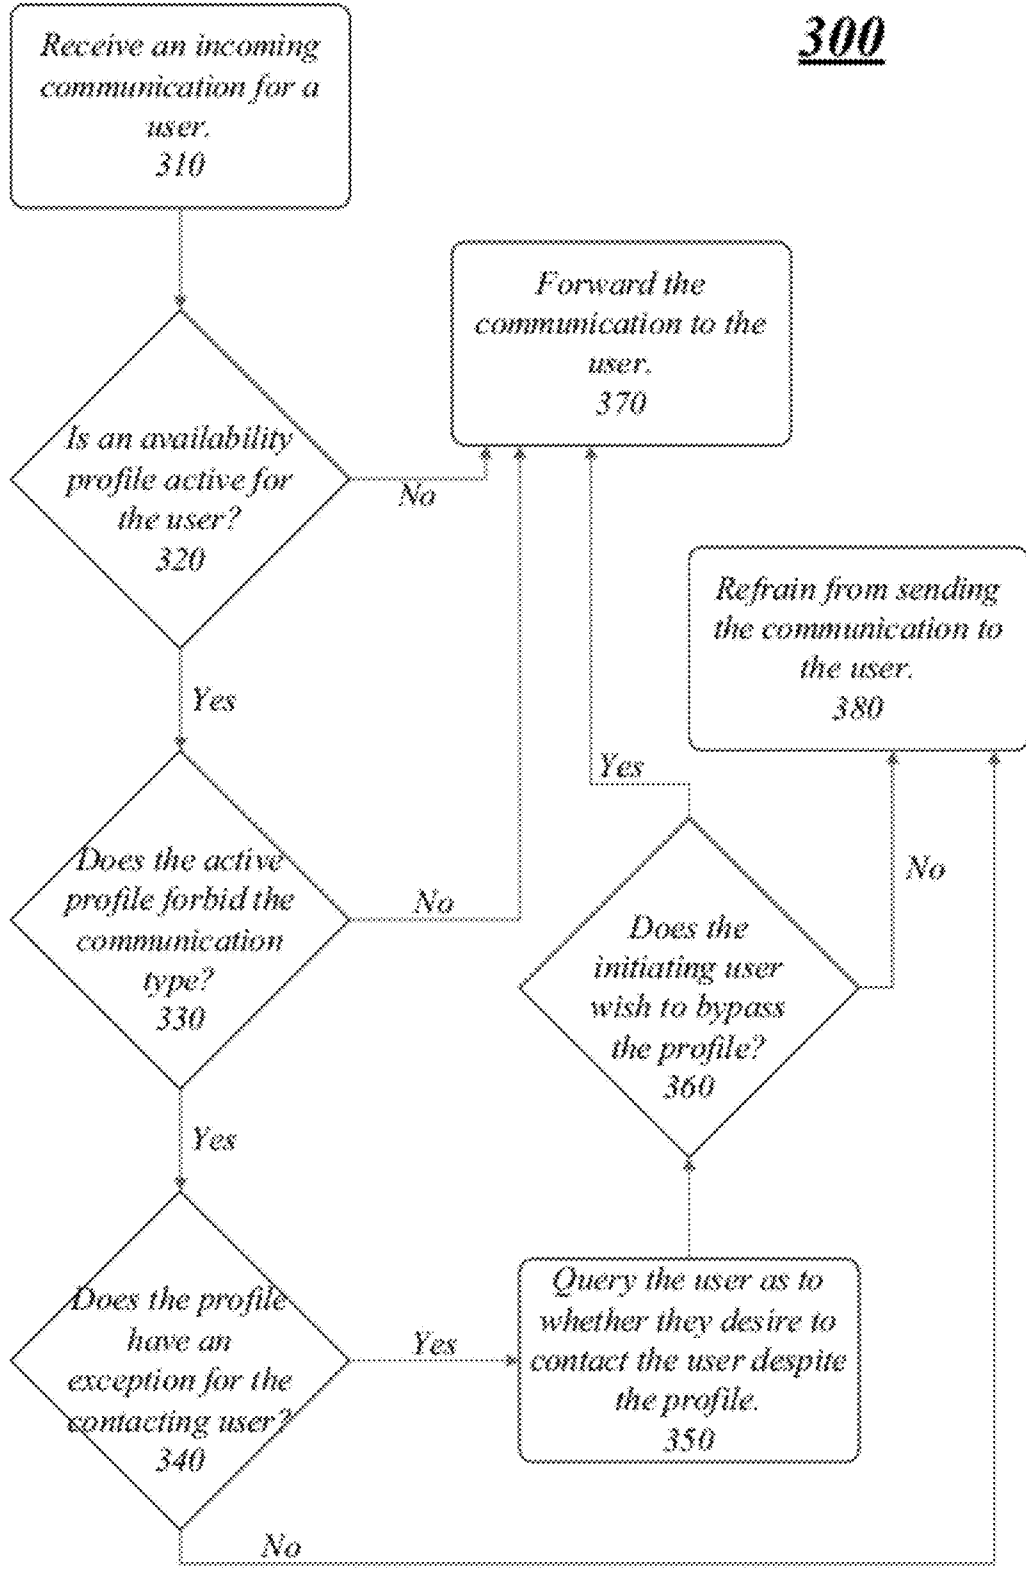 300
Receive an incoming
communication for a
user.
310
Forward the
communication to the
user.
370
Is an availability
profile active for
the user?
320
No
Refrain from sending
the communication to
the user.
380
Yes
Yes
Does the active
profile forbid the
communication
type?
330
No
No
Does the
initiating user
wish to bypass
the profile?
360
Yes
Does the profile
have an
exception for the
contacting user?
340
Yes
Query the user as to
whether they desire to
contact the user despite
the profile.
350
No